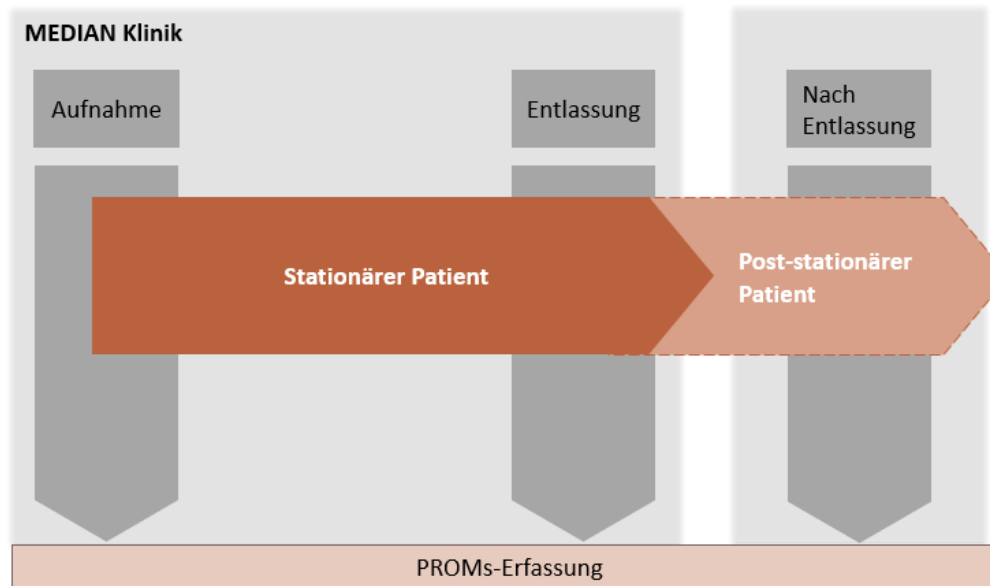 MEDIAN Klinik
Aufnahme
Entlassung
Nach
Entlassung
Stationärer Patient
Post-stationärer
Patient
PROMs-Erfassung